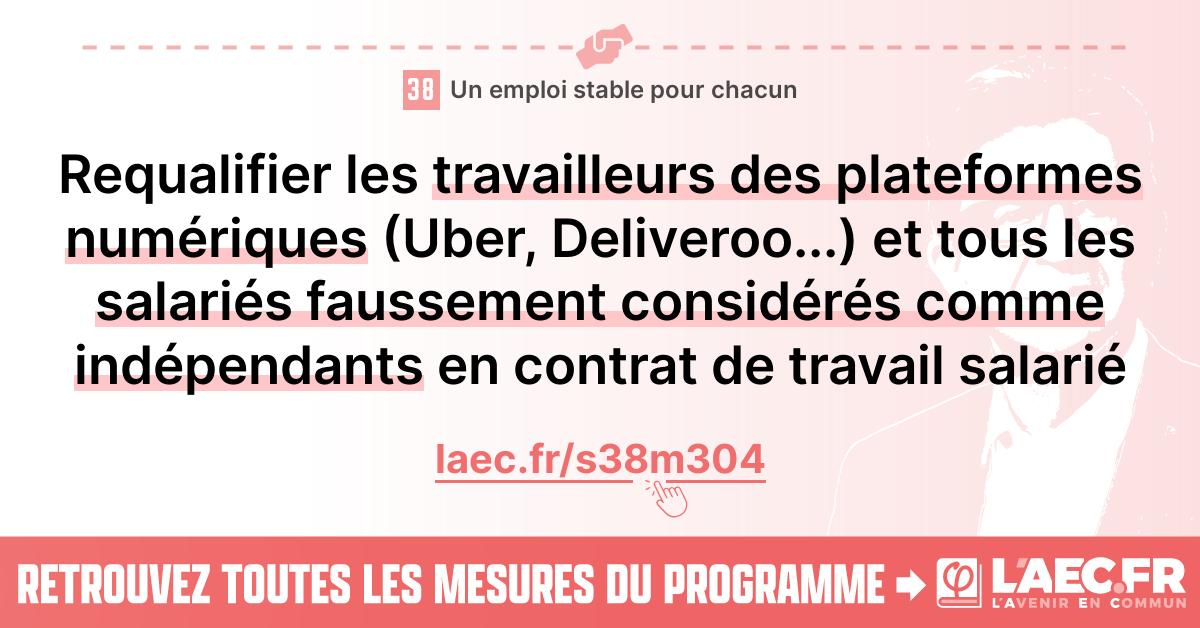 38 Un emploi stable pour chacun
Requalifier les travailleurs des plateformes
numériques (Uber, Deliveroo...) et tous les
salariés faussement considérés comme
indépendants en contrat de travail salarié
laec.fr/s38m304
RETROUVEZ TOUTES LES MESURES DU PROGRAMME → φ L'AEC.FR
L'AVENIR EN COMMUN